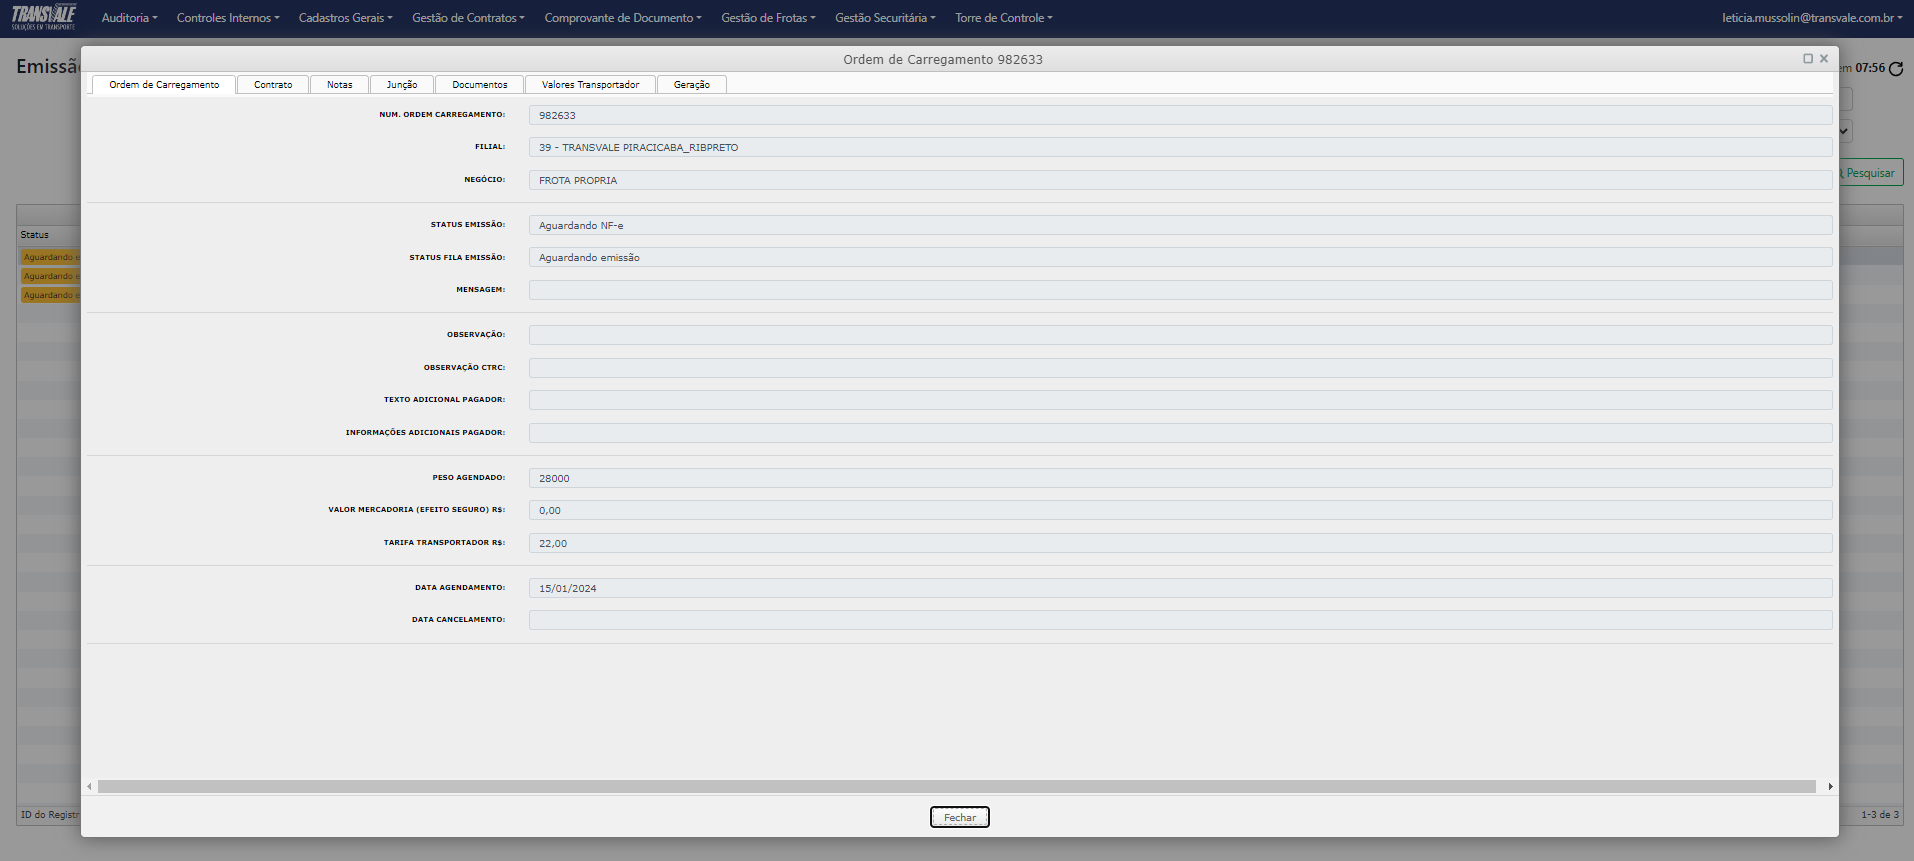 TRANSVALE
SOLUÇÕES EM TRANSPORTE
Auditoria
Controles Internos
Cadastros Gerais
Gestão de Contratos
Comprovante de Documento
Gestão de Frotas
Gestão Securitária
Torre de Controle
leticia.mussolin@transvale.com.br
Ordem de Carregamento 982633
em 07:56
Ordem de Carregamento
Contrato
Notas
Junção
Documentos
Valores Transportador
Geração
NUM. ORDEM CARREGAMENTO: 982633
FILIAL: 39 - TRANSVALE PIRACICABA_RIBPRETO
NEGÓCIO: FROTA PROPRIA
Pesquisar
STATUS EMISSÃO: Aguardando NF-e
Status
STATUS FILA EMISSÃO: Aguardando emissão
Aguardando e
Aguardando e
Aguardando e
MENSAGEM:
OBSERVAÇÃO:
OBSERVAÇÃO CTRC:
TEXTO ADICIONAL PAGADOR:
INFORMAÇÕES ADICIONAIS PAGADOR:
PESO AGENDADO: 28000
VALOR MERCADORIA (EFEITO SEGURO) R$: 0,00
TARIFA TRANSPORTADOR R$: 22,00
DATA AGENDAMENTO: 15/01/2024
DATA CANCELAMENTO:
ID do Registr
1-3 de 3
Fechar